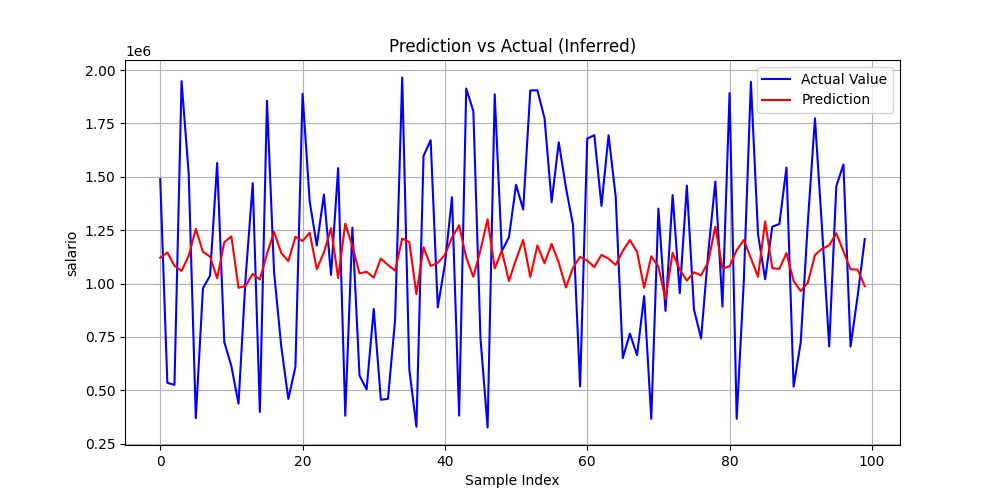 Prediction vs Actual (Inferred)
1e6
2.00
1.75
1.50
1.25
1.00
0.75
0.50
0.25
salario
0 20 40 60 80 100
Sample Index
Actual Value
Prediction